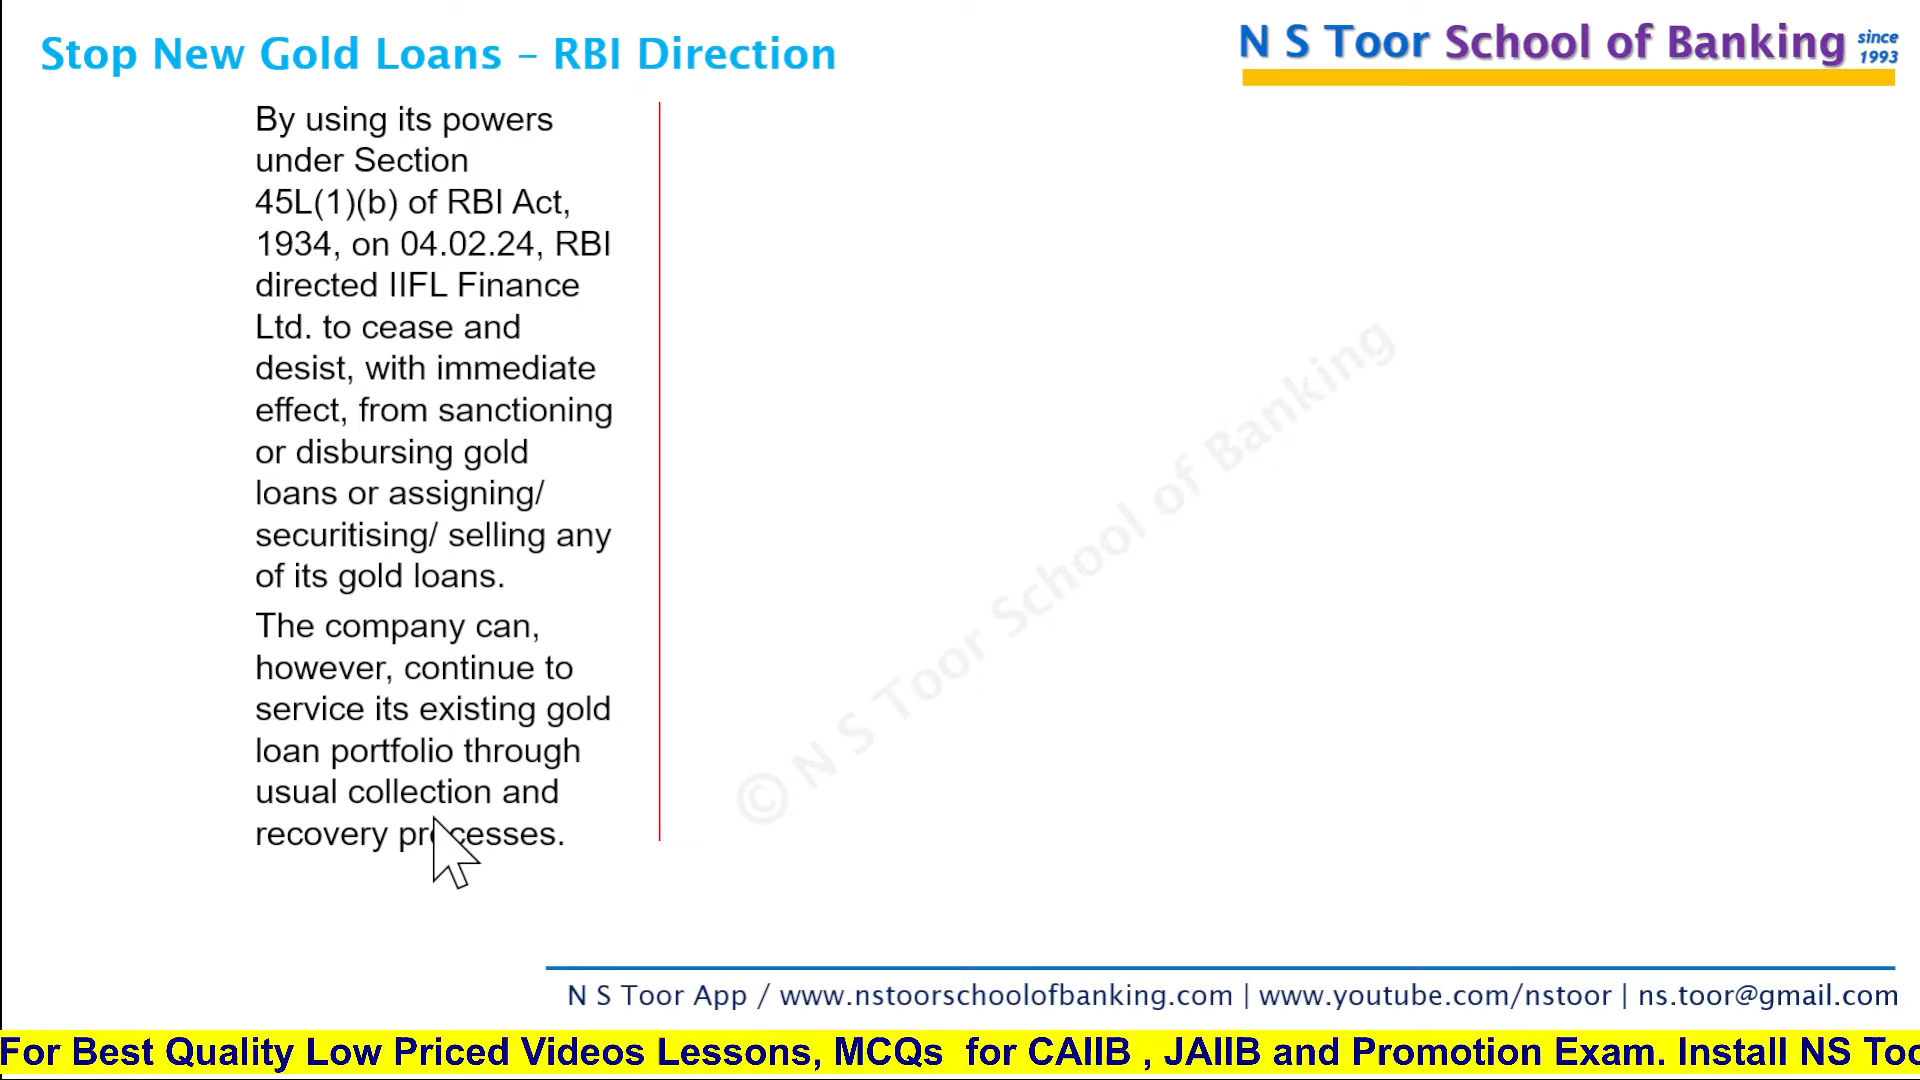 Stop New Gold Loans – RBI Direction
N S Toor School of Banking since 1993
By using its powers
under Section
45L(1)(b) of RBI Act,
1934, on 04.02.24, RBI
directed IIFL Finance
Ltd. to cease and
desist, with immediate
effect, from sanctioning
or disbursing gold
loans or assigning/
securitising/ selling any
of its gold loans.
The company can,
however, continue to
service its existing gold
loan portfolio through
usual collection and
recovery processes.
© N S Toor School of Banking
N S Toor App / www.nstoorschoolofbanking.com | www.youtube.com/nstoor | ns.toor@gmail.com
For Best Quality Low Priced Videos Lessons, MCQs for CAIIB , JAIIB and Promotion Exam. Install NS Too